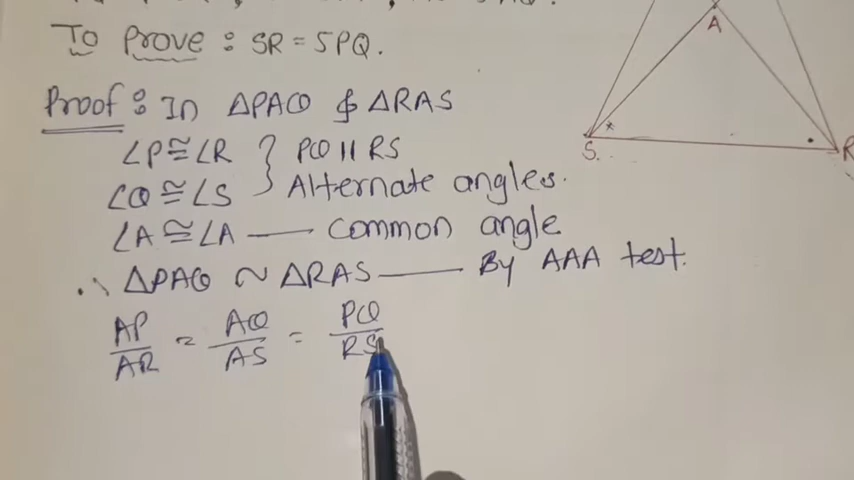 To Prove : SR = 5PQ.
Proof : In ΔPAQ & ΔRAS
∠P ≅ ∠R } PQ || RS
∠Q ≅ ∠S } Alternate angles.
∠A ≅ ∠A — Common angle
∴ ΔPAQ ~ ΔRAS — By AAA test.
AP/AR = AQ/AS = PQ/RS
A
S.
R